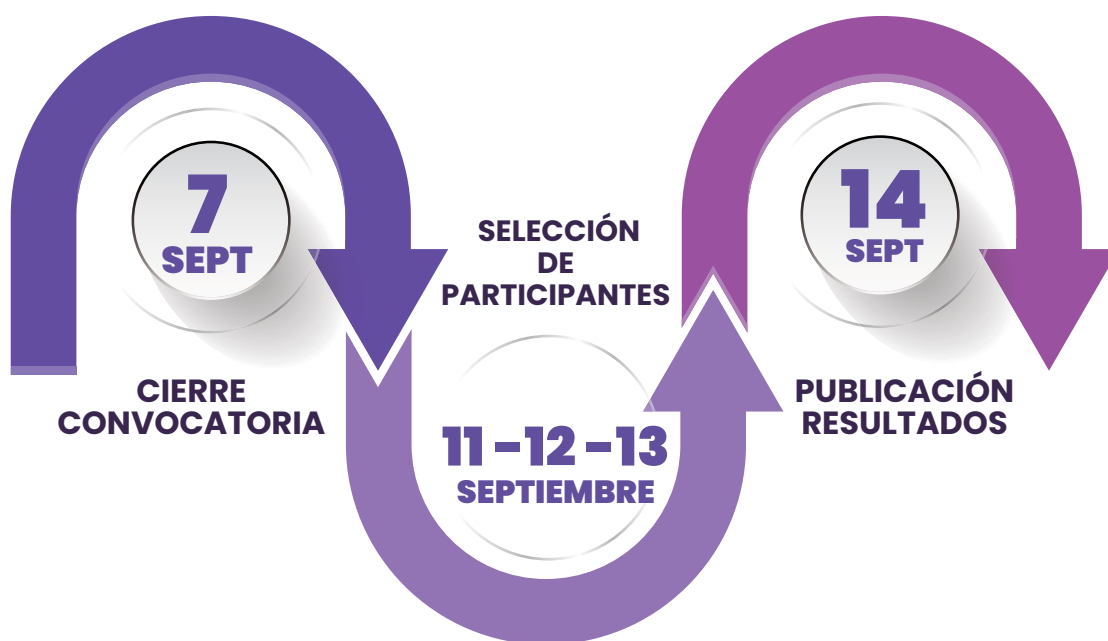 7
SEPT
CIERRE
CONVOCATORIA
SELECCIÓN
DE
PARTICIPANTES
11 -12 -13
SEPTIEMBRE
14
SEPT
PUBLICACIÓN
RESULTADOS